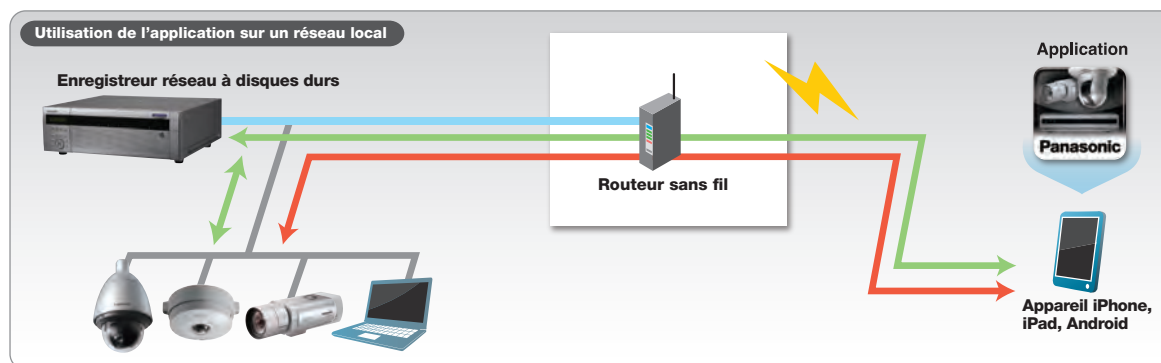 Utilisation de l’application sur un réseau local
Enregistreur réseau à disques durs
Application
Panasonic
Routeur sans fil
Appareil iPhone,
iPad, Android